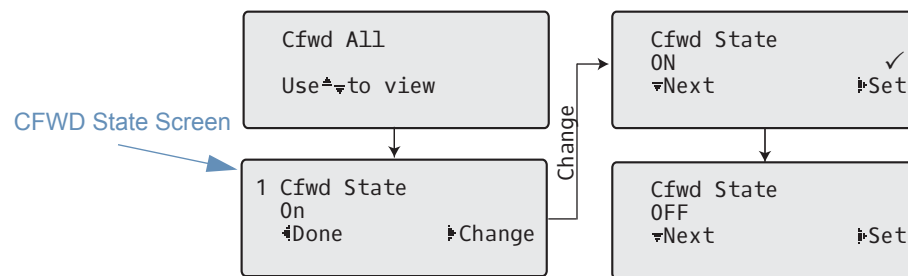 Cfwd All
Use▲▼to view
CFWD State Screen
1 Cfwd State
On
◀Done ▶Change
Change
Cfwd State
ON ✓
▼Next ▶Set
Cfwd State
OFF
▼Next ▶Set